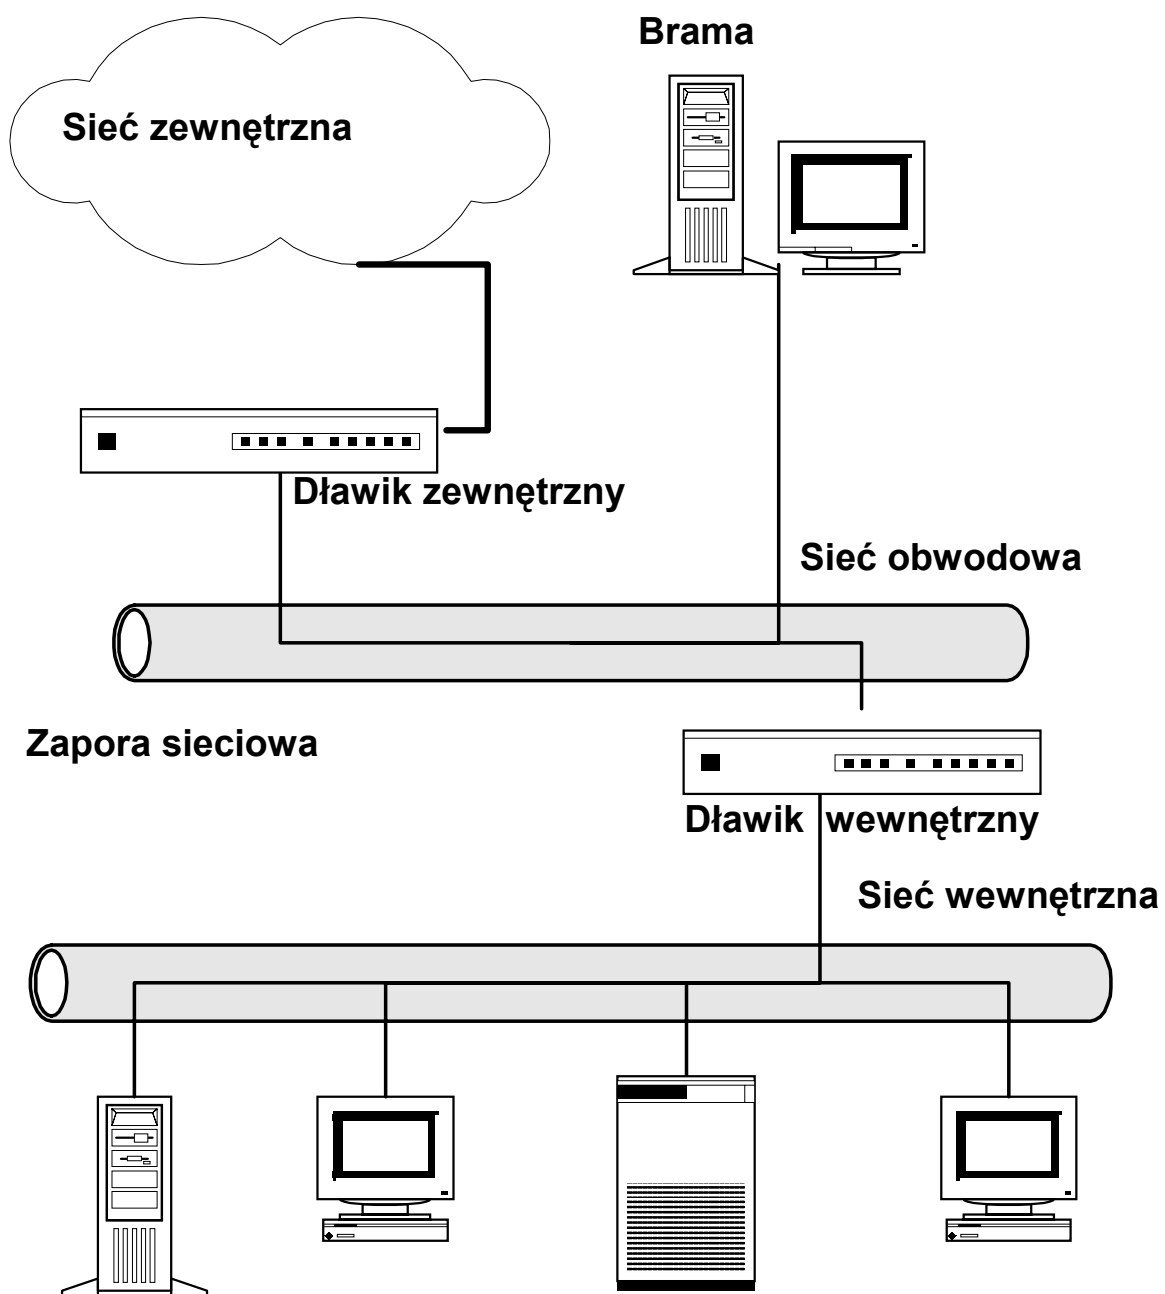 Brama
Sieć zewnętrzna
Dławik zewnętrzny
Sieć obwodowa
Zapora sieciowa
Dławik wewnętrzny
Sieć wewnętrzna